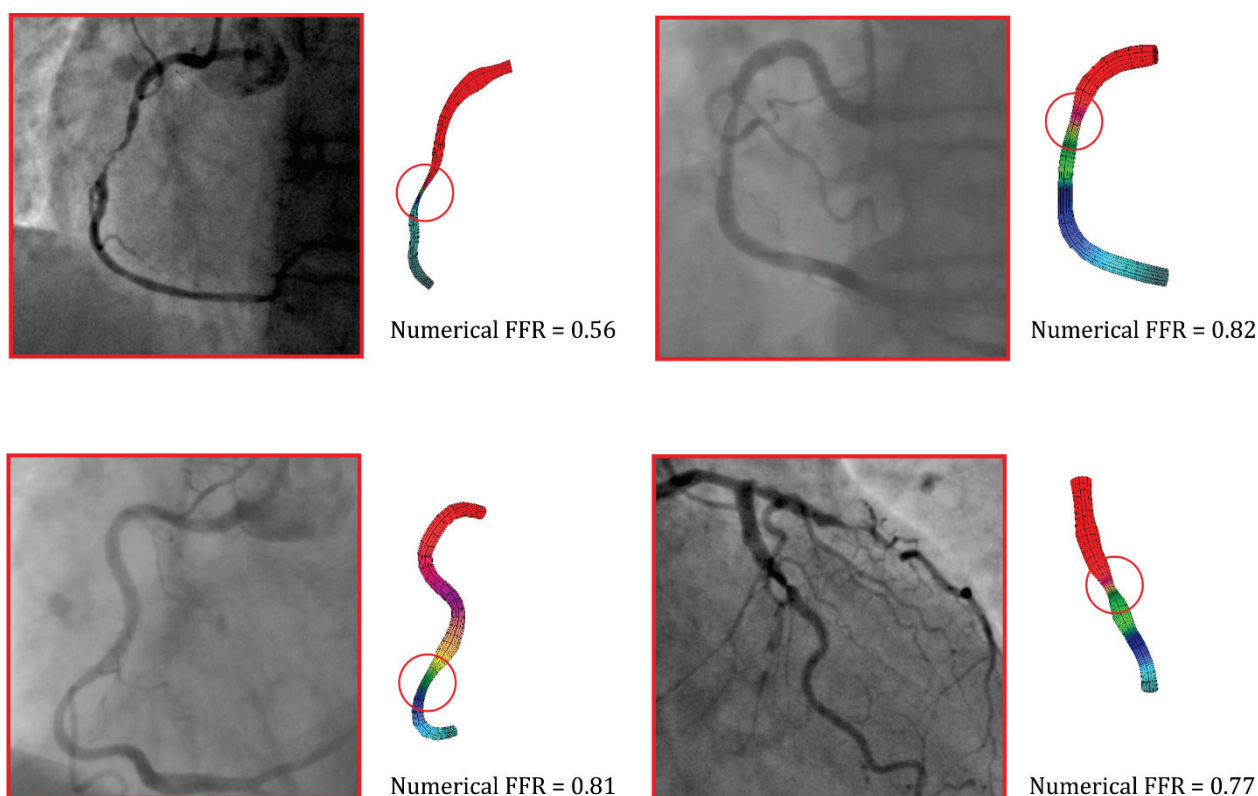 Numerical FFR = 0.56
Numerical FFR = 0.82
Numerical FFR = 0.81
Numerical FFR = 0.77